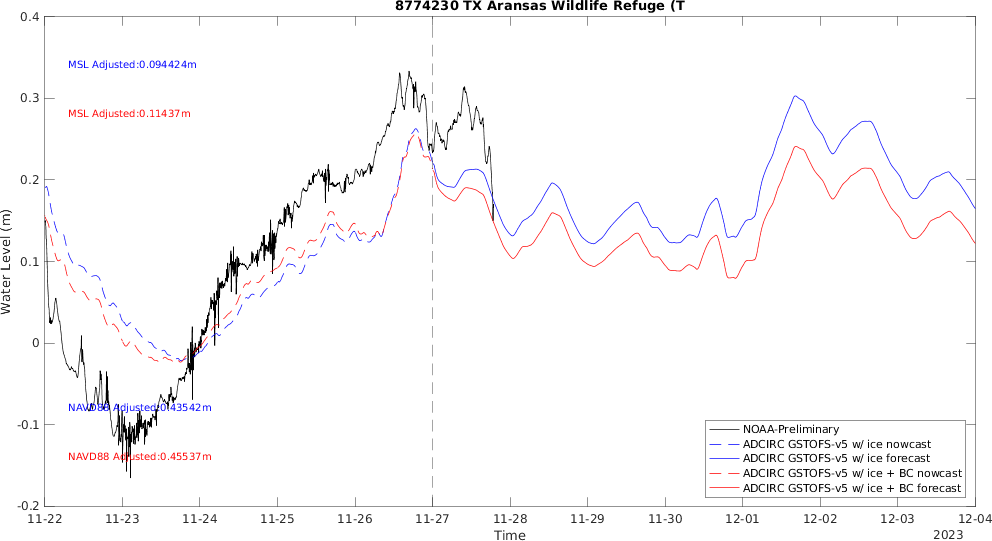 8774230 TX Aransas Wildlife Refuge (T
0.4
0.3
0.2
0.1
0
-0.1
-0.2
Water Level (m)
MSL Adjusted:0.094424m
MSL Adjusted:0.11437m
NAVD88 Adjusted:0.43542m
NAVD88 Adjusted:0.45537m
NOAA-Preliminary
ADCIRC GSTOFS-v5 w/ ice nowcast
ADCIRC GSTOFS-v5 w/ ice forecast
ADCIRC GSTOFS-v5 w/ ice + BC nowcast
ADCIRC GSTOFS-v5 w/ ice + BC forecast
11-22 11-23 11-24 11-25 11-26 11-27 11-28 11-29 11-30 12-01 12-02 12-03 12-04
Time
2023